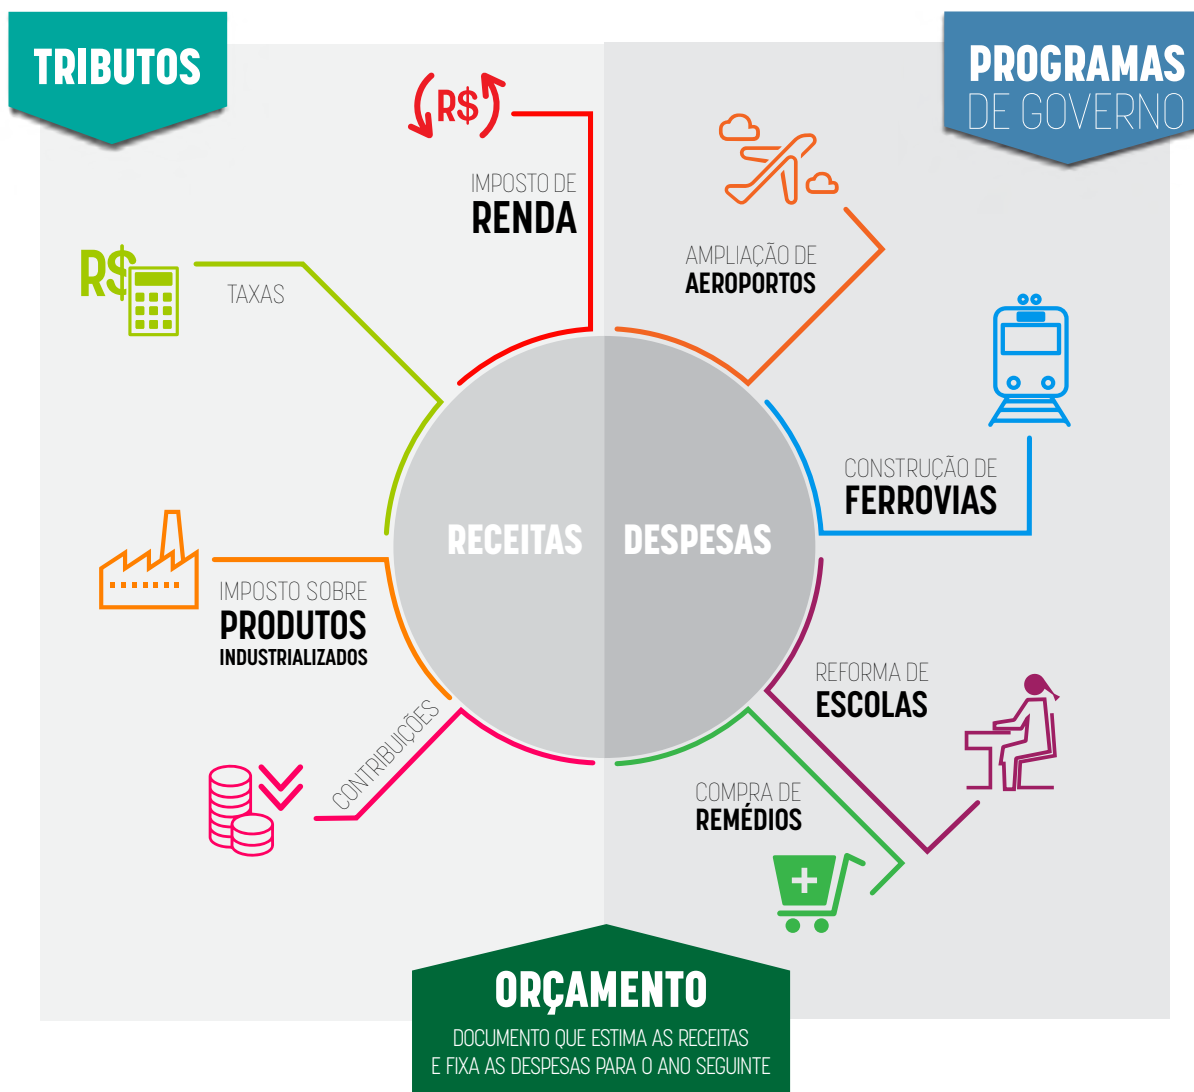 TRIBUTOS
PROGRAMAS
DE GOVERNO
R$
IMPOSTO DE
RENDA
R$
TAXAS
IMPOSTO SOBRE
PRODUTOS
INDUSTRIALIZADOS
CONTRIBUIÇÕES
RECEITAS
DESPESAS
AMPLIAÇÃO DE
AEROPORTOS
CONSTRUÇÃO DE
FERROVIAS
REFORMA DE
ESCOLAS
COMPRA DE
REMÉDIOS
ORÇAMENTO
DOCUMENTO QUE ESTIMA AS RECEITAS
E FIXA AS DESPESAS PARA O ANO SEGUINTE